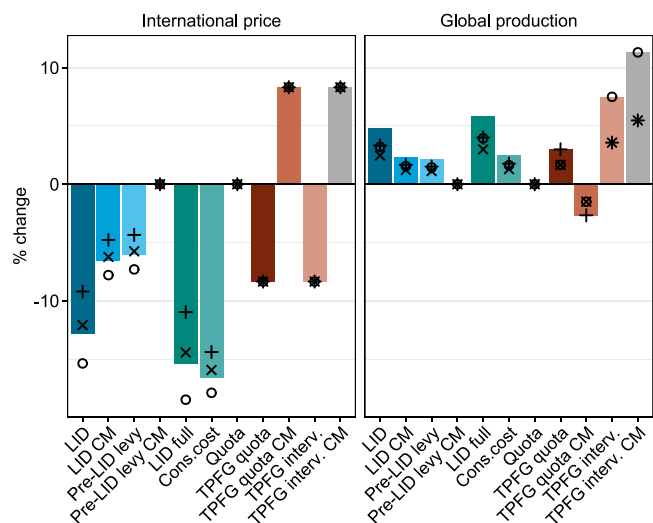 International price
Global production
% change
10
0
-10
LID
LID CM
Pre-LID levy
Pre-LID levy CM
LID full
Cons.cost
Quota
TPFG quota
TPFG quota CM
TPFG interv.
TPFG interv. CM
LID
LID CM
Pre-LID levy
Pre-LID levy CM
LID full
Cons.cost
Quota
TPFG quota
TPFG quota CM
TPFG interv.
TPFG interv. CM